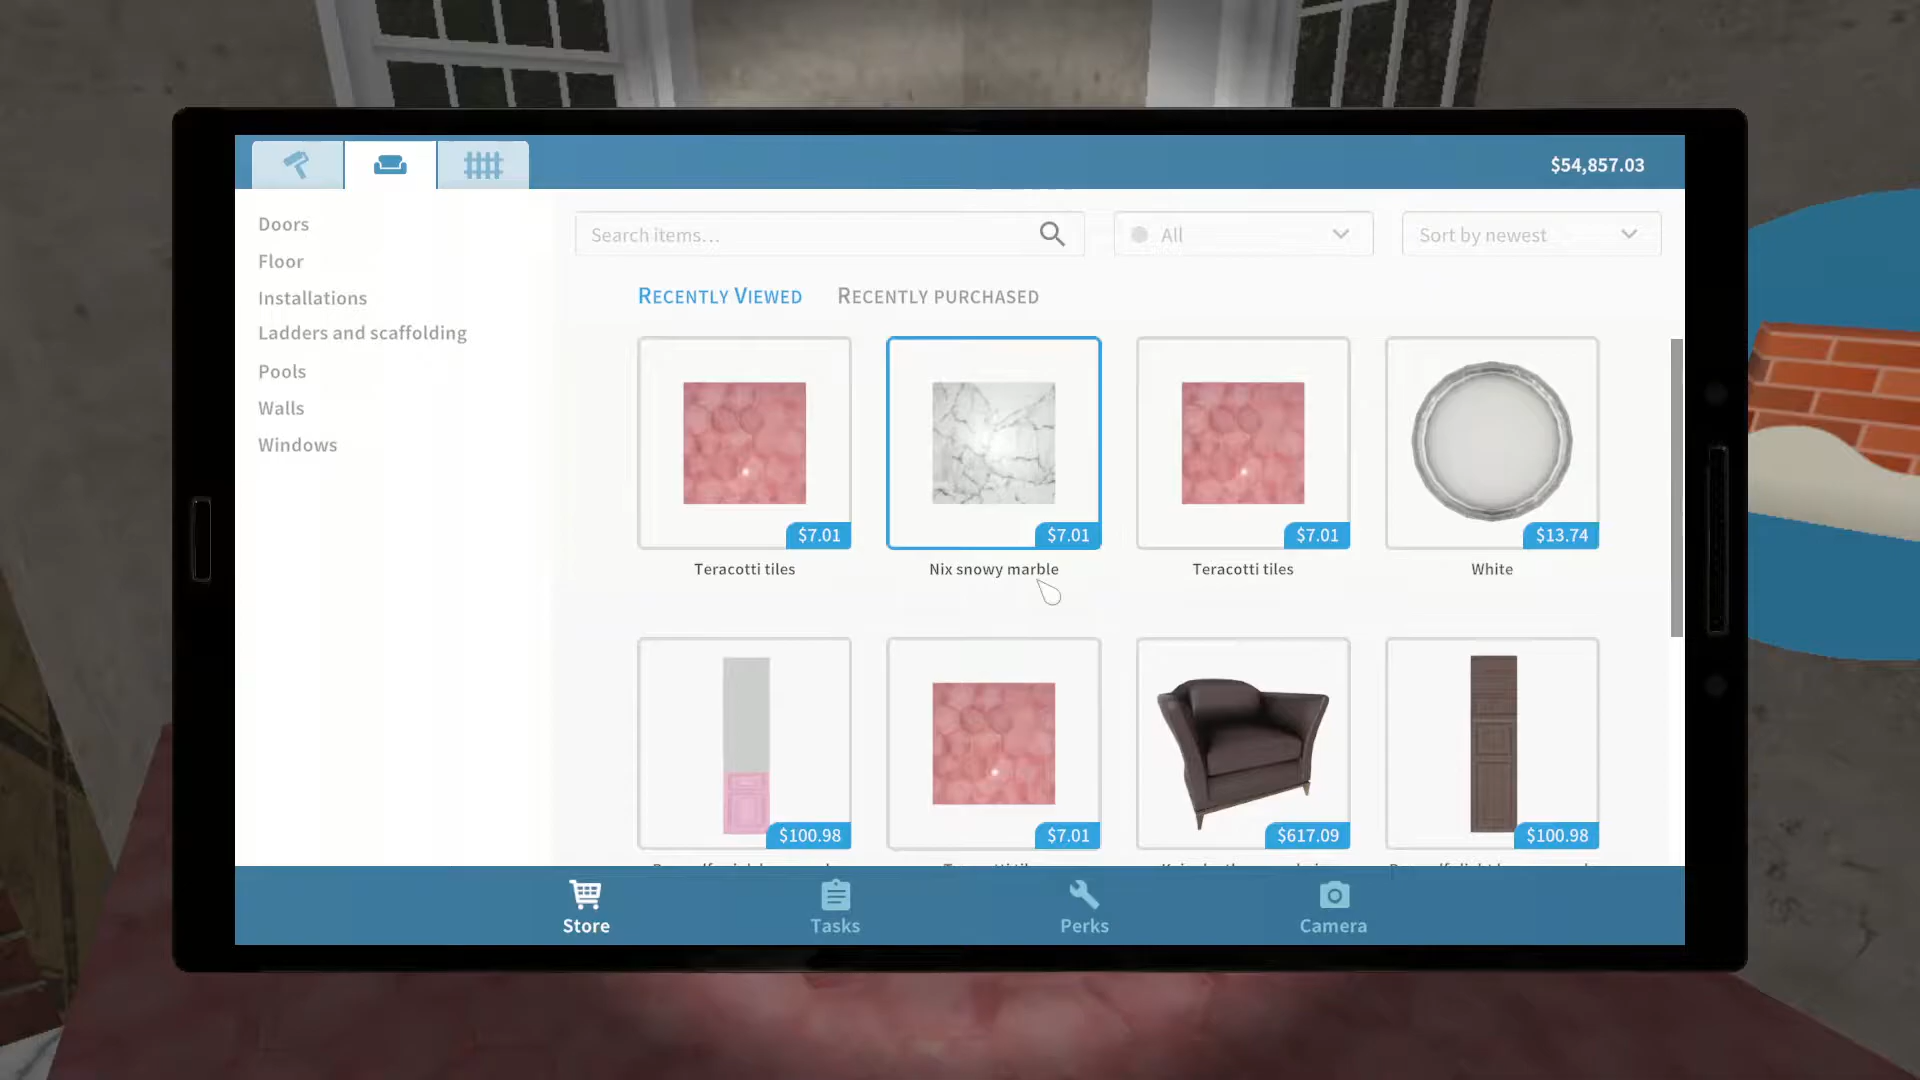 $54,857.03
Doors
Floor
Installations
Ladders and scaffolding
Pools
Walls
Windows
Search items...
All
Sort by newest
RECENTLY VIEWED
RECENTLY PURCHASED
$7.01
$7.01
$7.01
$13.74
Teracotti tiles
Nix snowy marble
Teracotti tiles
White
$100.98
$7.01
$617.09
$100.98
Store
Tasks
Perks
Camera